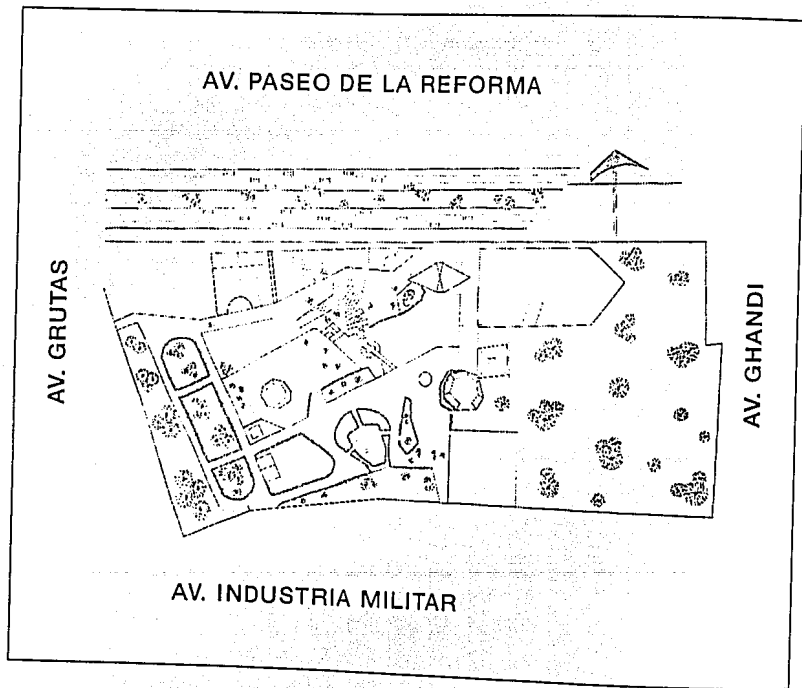 AV. PASEO DE LA REFORMA
AV. GRUTAS
AV. GHANDI
AV. INDUSTRIA MILITAR